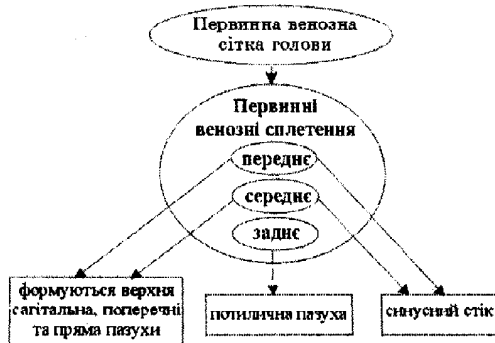 Первинна венозна
сітка голови
Первинні
венозні сплетення
переднє
середнє
заднє
формуються верхня
сагітальна, поперечні
та пряма пазухи
потилична пазуха
синусний стік